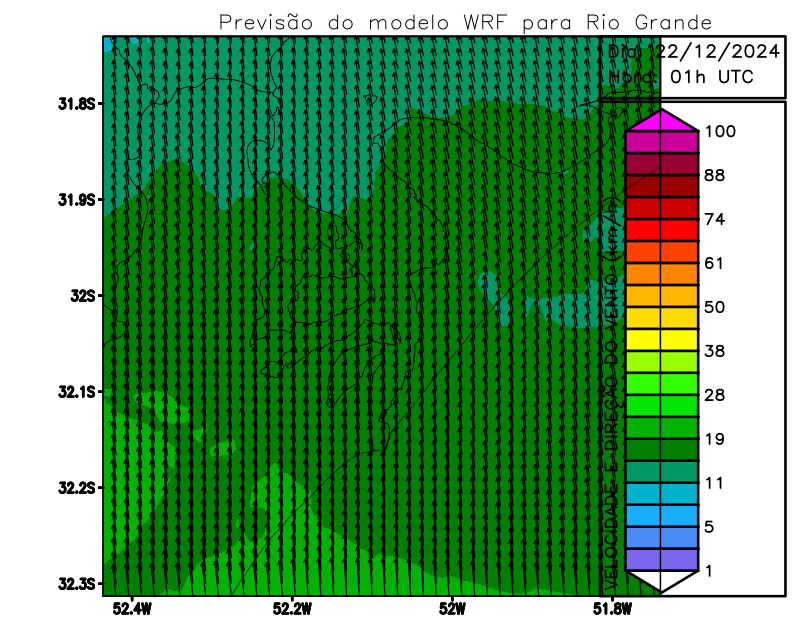 Previsão do modelo WRF para Rio Grande
Dia: 22/12/2024
Hora: 01h UTC
31.8S
31.9S
32S
32.1S
32.2S
32.3S
52.4W
52.2W
52W
51.8W
VELOCIDADE E DIREÇÃO DO VENTO (km/h)
100
88
74
61
50
38
28
19
11
5
1